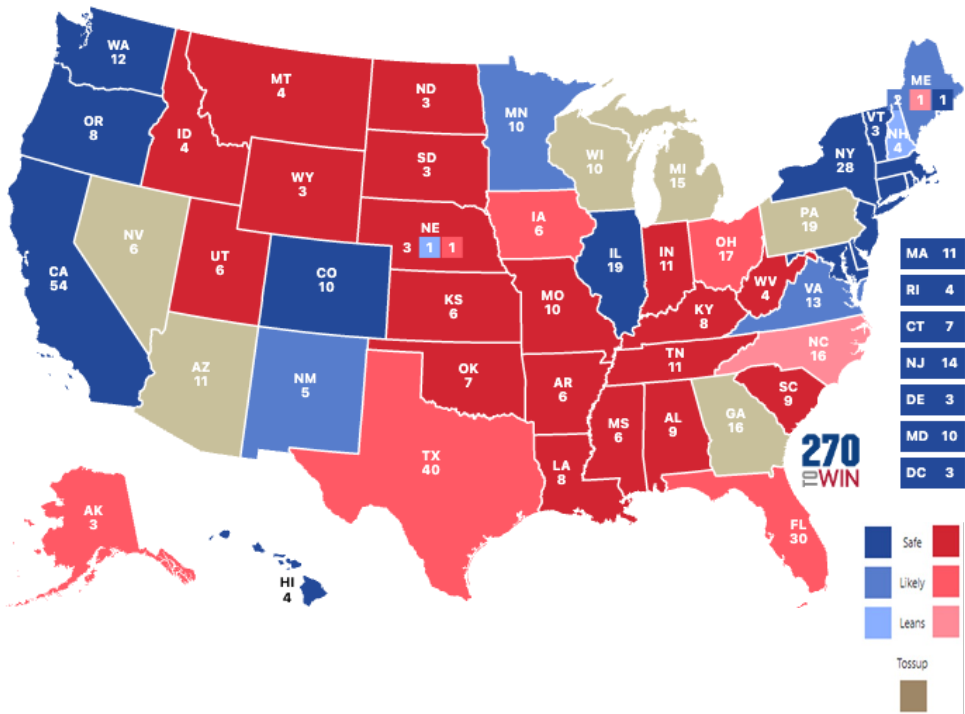 WA
12
OR
8
CA
54
NV
6
ID
4
MT
4
WY
3
UT
6
AZ
11
CO
10
NM
5
ND
3
SD
3
NE
3 1 1
KS
6
OK
7
TX
40
MN
10
IA
6
MO
10
AR
6
LA
8
WI
10
IL
19
MI
15
IN
11
OH
17
KY
8
TN
11
MS
6
AL
9
GA
16
FL
30
SC
9
NC
16
VA
13
WV
4
PA
19
NY
28
VT
3
NH
4
ME
2 1 1
MA 11
RI 4
CT 7
NJ 14
DE 3
MD 10
DC 3
AK
3
HI
4
270
TO WIN
Safe
Likely
Leans
Tossup